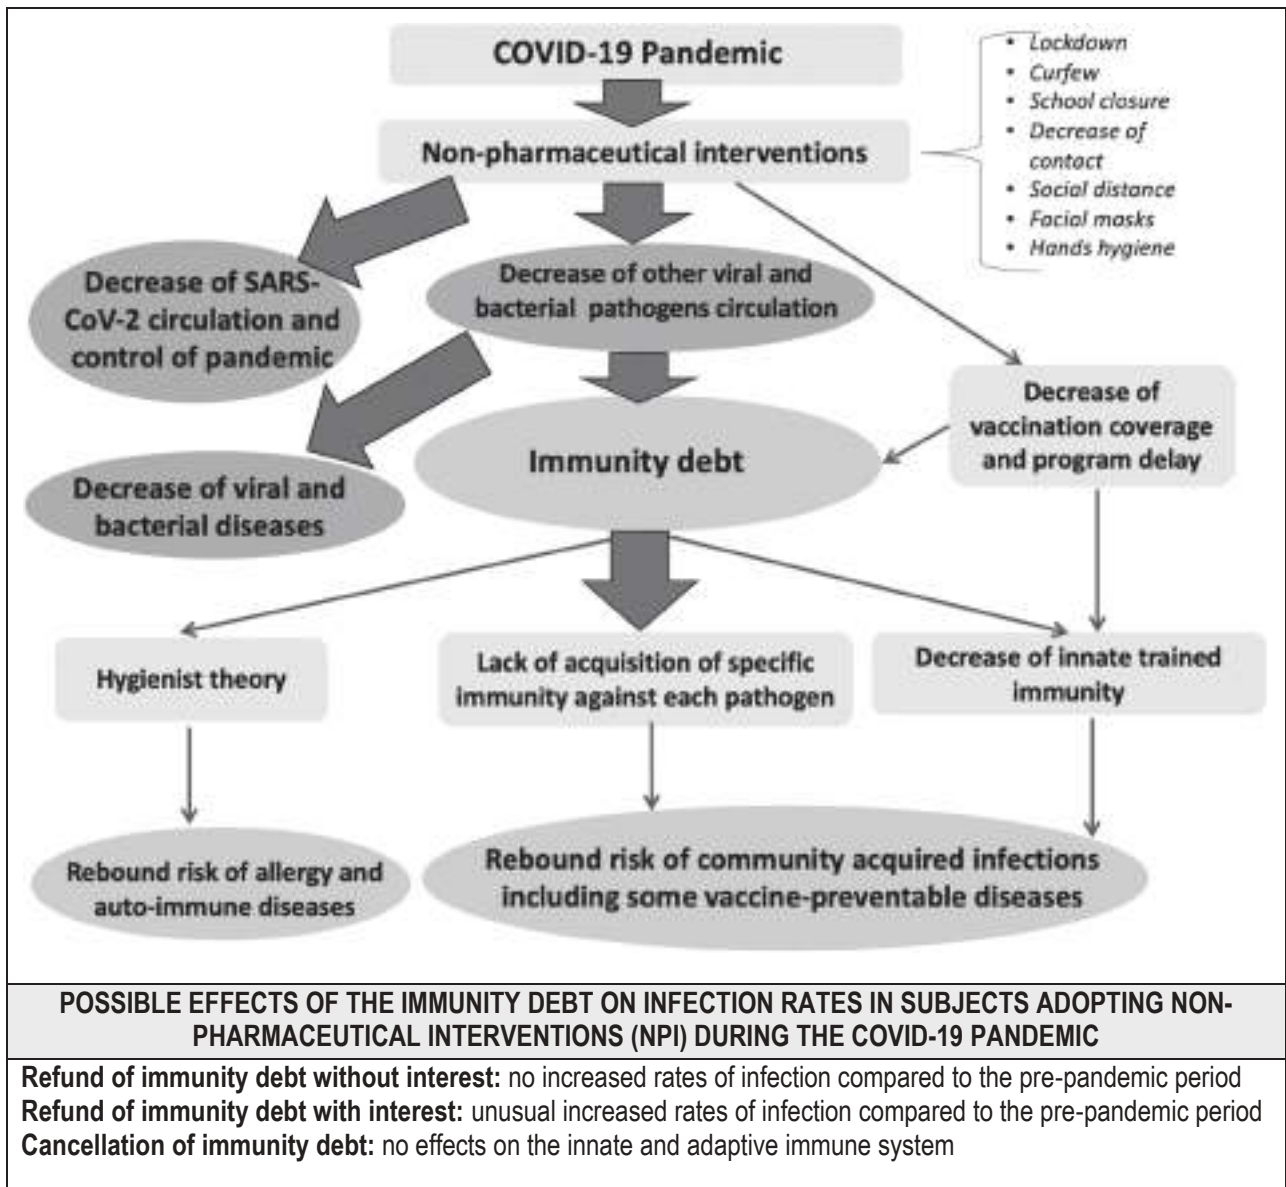 COVID-19 Pandemic
• Lockdown
• Curfew
• School closure
• Decrease of
contact
• Social distance
• Facial masks
• Hands hygiene
Non-pharmaceutical interventions
Decrease of SARS-
CoV-2 circulation and
control of pandemic
Decrease of other viral and
bacterial pathogens circulation
Decrease of
vaccination coverage
and program delay
Immunity debt
Decrease of viral and
bacterial diseases
Hygienist theory
Lack of acquisition of specific
immunity against each pathogen
Decrease of innate trained
immunity
Rebound risk of allergy and
auto-immune diseases
Rebound risk of community acquired infections
including some vaccine-preventable diseases
POSSIBLE EFFECTS OF THE IMMUNITY DEBT ON INFECTION RATES IN SUBJECTS ADOPTING NON-
PHARMACEUTICAL INTERVENTIONS (NPI) DURING THE COVID-19 PANDEMIC
Refund of immunity debt without interest: no increased rates of infection compared to the pre-pandemic period
Refund of immunity debt with interest: unusual increased rates of infection compared to the pre-pandemic period
Cancellation of immunity debt: no effects on the innate and adaptive immune system